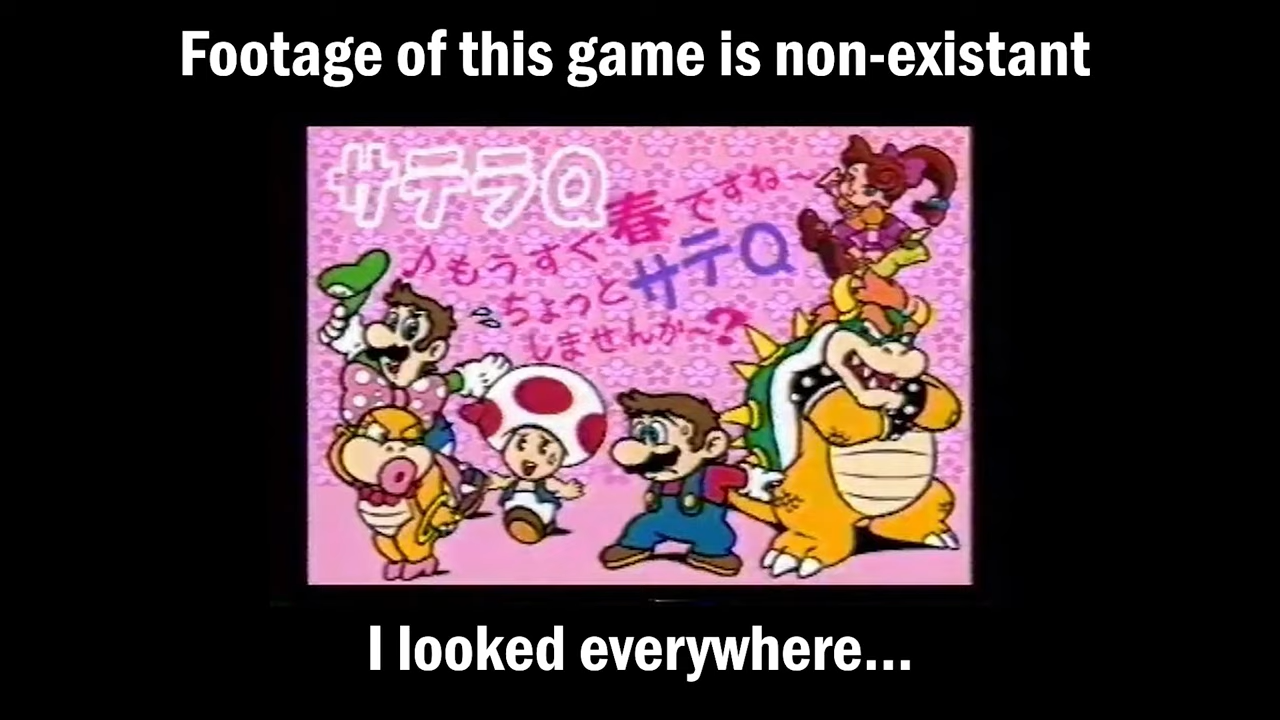 Footage of this game is non-existant
サテラQ
♪もうすぐ春ですね~
ちょっとサテQ
しませんか~?
I looked everywhere...